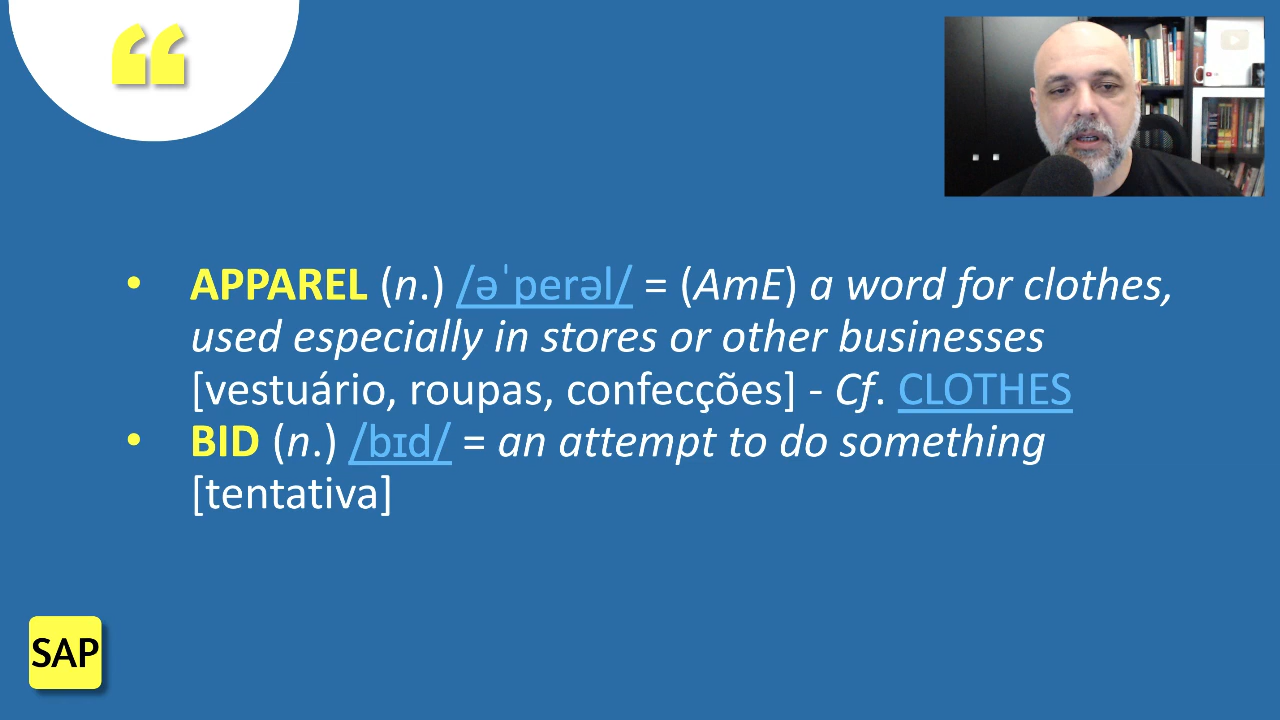 “
• APPAREL (n.) /əˈperəl/ = (AmE) a word for clothes,
used especially in stores or other businesses
[vestuário, roupas, confecções] - Cf. CLOTHES
• BID (n.) /bɪd/ = an attempt to do something
[tentativa]
SAP